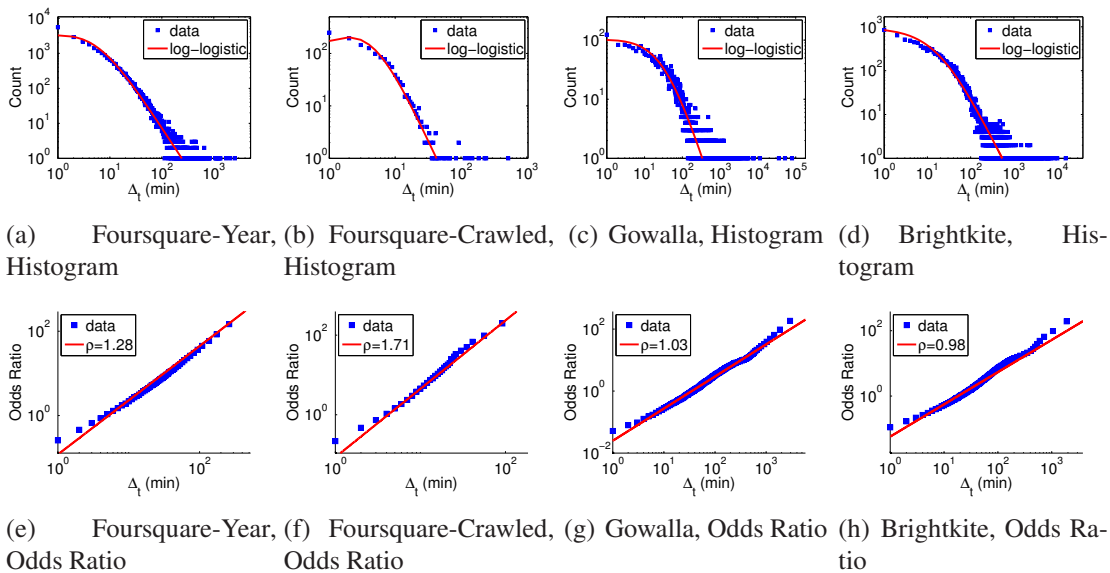 10^4
10^3
10^2
10^1
10^0
Count
data
log-logistic
10^0 10^1 10^2 10^3
Δ_t (min)
10^3
10^2
10^1
10^0
Count
data
log-logistic
10^0 10^1 10^2 10^3
Δ_t (min)
10^3
10^2
10^1
10^0
Count
data
log-logistic
10^0 10^1 10^2 10^3 10^4 10^5
Δ_t (min)
10^3
10^2
10^1
10^0
Count
data
log-logistic
10^0 10^2 10^4
Δ_t (min)
(a) Foursquare-Year,
Histogram
(b) Foursquare-Crawled,
Histogram
(c) Gowalla, Histogram
(d) Brightkite, His-
togram
10^2
10^0
Odds Ratio
data
ρ=1.28
10^0 10^2
Δ_t (min)
10^2
10^0
Odds Ratio
data
ρ=1.71
10^0 10^2
Δ_t (min)
10^2
10^0
10^-2
Odds Ratio
data
ρ=1.03
10^0 10^1 10^2 10^3
Δ_t (min)
10^2
10^0
Odds Ratio
data
ρ=0.98
10^0 10^1 10^2 10^3
Δ_t (min)
(e) Foursquare-Year,
Odds Ratio
(f) Foursquare-Crawled,
Odds Ratio
(g) Gowalla, Odds Ratio
(h) Brightkite, Odds Ra-
tio